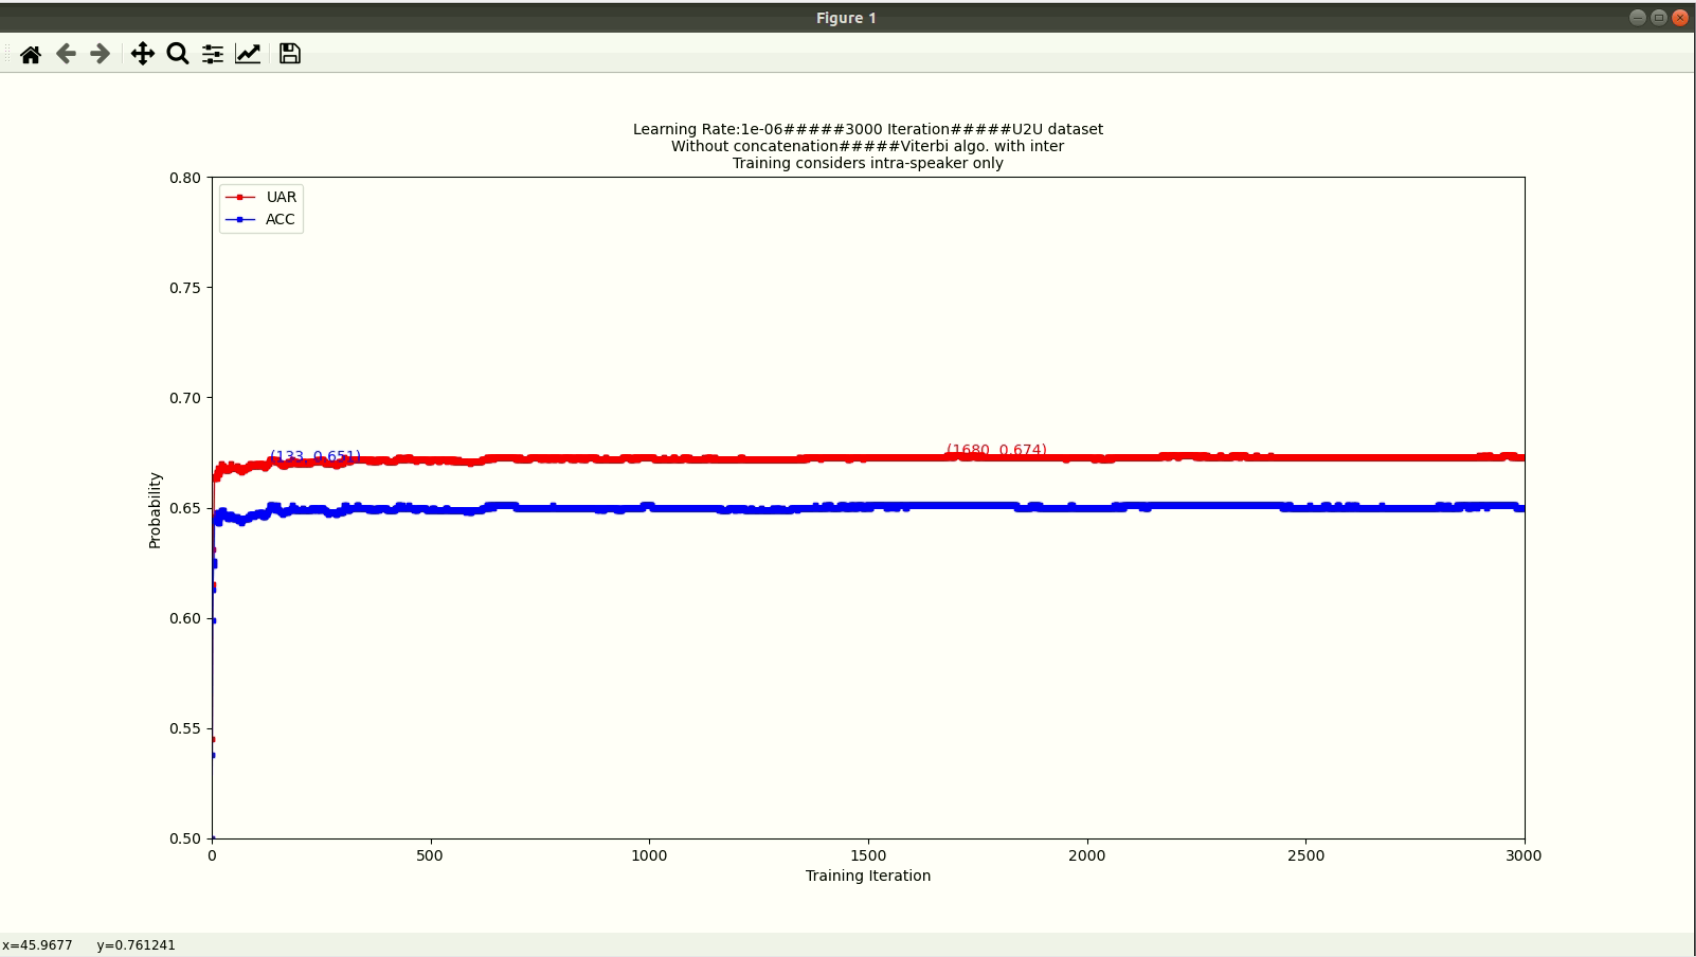 Figure 1
Learning Rate:1e-06#####3000 Iteration#####U2U dataset
Without concatenation#####Viterbi algo. with inter
Training considers intra-speaker only
0.80
UAR
ACC
0.75
0.70
(133, 0.651)
(1680, 0.674)
0.65
Probability
0.60
0.55
0.50
0 500 1000 1500 2000 2500 3000
Training Iteration
x=45.9677 y=0.761241